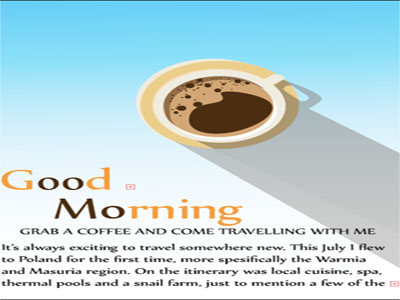 Good
Morning
GRAB A COFFEE AND COME TRAVELLING WITH ME
It's always exciting to travel somewhere new. This July I flew
to Poland for the first time, more spesifically the Warmia
and Masuria region. On the itinerary was local cuisine, spa,
thermal pools and a snail farm, just to mention a few of the